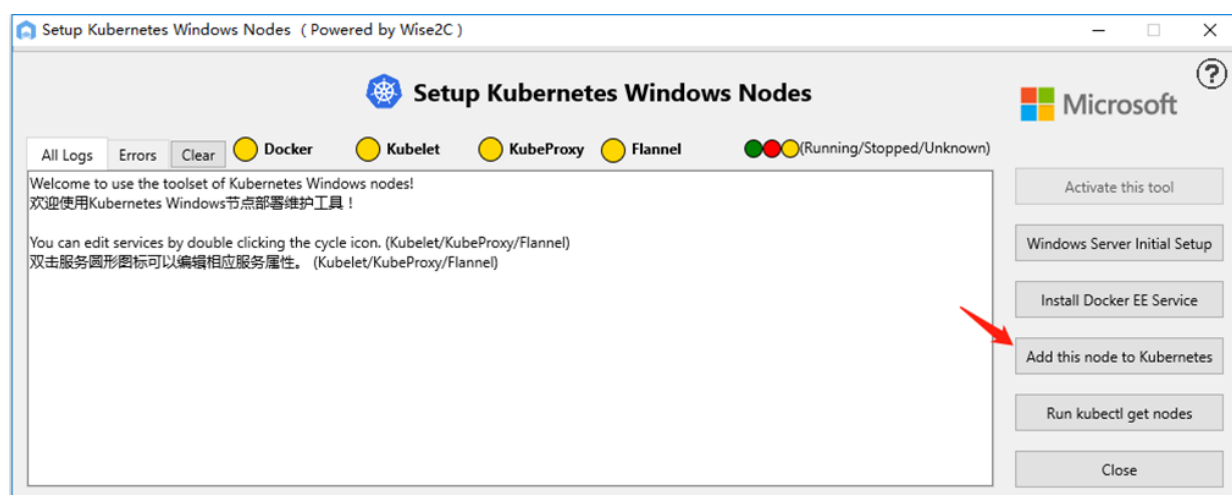 Setup Kubernetes Windows Nodes （Powered by Wise2C）
Setup Kubernetes Windows Nodes
?
Microsoft
All Logs Errors Clear Docker Kubelet KubeProxy Flannel (Running/Stopped/Unknown)
Welcome to use the toolset of Kubernetes Windows nodes!
欢迎使用Kubernetes Windows节点部署维护工具！
You can edit services by double clicking the cycle icon. (Kubelet/KubeProxy/Flannel)
双击服务圆形图标可以编辑相应服务属性。 (Kubelet/KubeProxy/Flannel)
Activate this tool
Windows Server Initial Setup
Install Docker EE Service
Add this node to Kubernetes
Run kubectl get nodes
Close